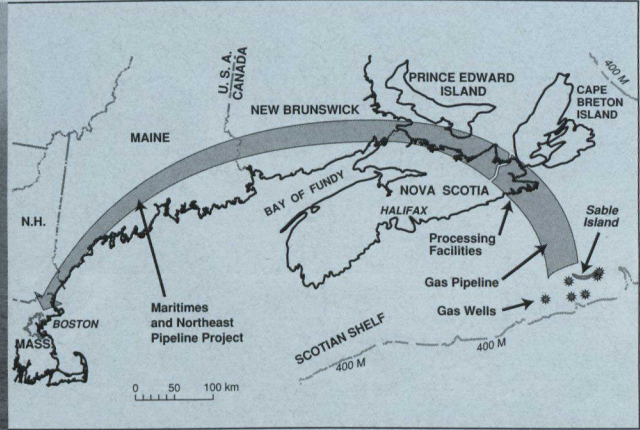 400 M
U. S. A.
CANADA
PRINCE EDWARD
ISLAND
CAPE
BRETON
ISLAND
NEW BRUNSWICK
MAINE
BAY OF FUNDY
NOVA SCOTIA
HALIFAX
N.H.
Sable
Island
Processing
Facilities
Gas Pipeline
Gas Wells
Maritimes
and Northeast
Pipeline Project
BOSTON
MASS.
SCOTIAN SHELF
400 M
400 M
0 50 100 km